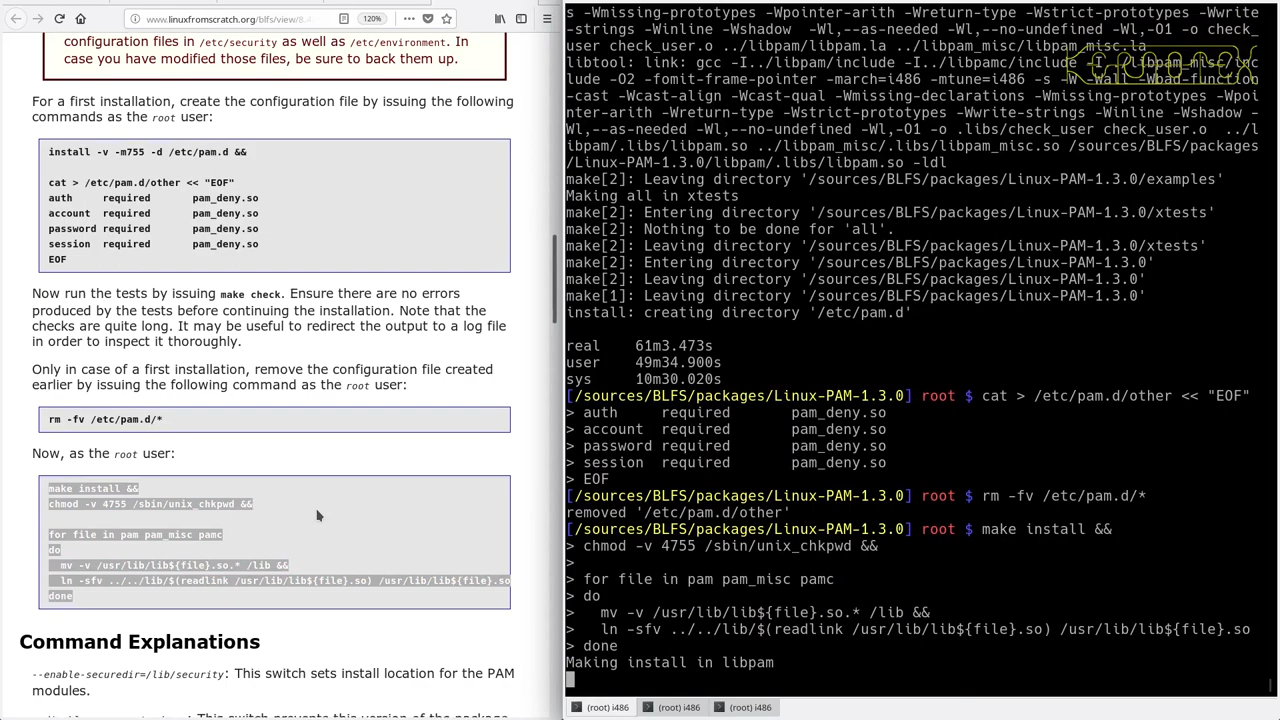 www.linuxfromscratch.org/blfs/view/8.4
120%
configuration files in /etc/security as well as /etc/environment. In
case you have modified those files, be sure to back them up.
For a first installation, create the configuration file by issuing the following
commands as the root user:
install -v -m755 -d /etc/pam.d &&
cat > /etc/pam.d/other << "EOF"
auth     required       pam_deny.so
account  required       pam_deny.so
password required       pam_deny.so
session  required       pam_deny.so
EOF
Now run the tests by issuing make check. Ensure there are no errors
produced by the tests before continuing the installation. Note that the
checks are quite long. It may be useful to redirect the output to a log file
in order to inspect it thoroughly.
Only in case of a first installation, remove the configuration file created
earlier by issuing the following command as the root user:
rm -fv /etc/pam.d/*
Now, as the root user:
make install &&
chmod -v 4755 /sbin/unix_chkpwd &&
for file in pam pam_misc pamc
do
mv -v /usr/lib/lib${file}.so.* /lib &&
ln -sfv ../../lib/$(readlink /usr/lib/lib${file}.so) /usr/lib/lib${file}.so
done
Command Explanations
--enable-securedir=/lib/security: This switch sets install location for the PAM
modules.
s -Wmissing-prototypes -Wpointer-arith -Wreturn-type -Wstrict-prototypes -Wwrite
-strings -Winline -Wshadow  -Wl,--as-needed -Wl,--no-undefined -Wl,-O1 -o check_
user check_user.o ../libpam/libpam.la ../libpam_misc/libpam_misc.la
libtool: link: gcc -I../libpam/include -I../libpamc/include -I../libpam_misc/inc
lude -O2 -fomit-frame-pointer -march=i486 -mtune=i486 -s -W -Wall -Wbad-function
-cast -Wcast-align -Wcast-qual -Wmissing-declarations -Wmissing-prototypes -Wpoi
nter-arith -Wreturn-type -Wstrict-prototypes -Wwrite-strings -Winline -Wshadow -
Wl,--as-needed -Wl,--no-undefined -Wl,-O1 -o .libs/check_user check_user.o  ../l
ibpam/.libs/libpam.so ../libpam_misc/.libs/libpam_misc.so /sources/BLFS/packages
/Linux-PAM-1.3.0/libpam/.libs/libpam.so -ldl
make[2]: Leaving directory '/sources/BLFS/packages/Linux-PAM-1.3.0/examples'
Making all in xtests
make[2]: Entering directory '/sources/BLFS/packages/Linux-PAM-1.3.0/xtests'
make[2]: Nothing to be done for 'all'.
make[2]: Leaving directory '/sources/BLFS/packages/Linux-PAM-1.3.0/xtests'
make[2]: Entering directory '/sources/BLFS/packages/Linux-PAM-1.3.0'
make[2]: Leaving directory '/sources/BLFS/packages/Linux-PAM-1.3.0'
make[1]: Leaving directory '/sources/BLFS/packages/Linux-PAM-1.3.0'
install: creating directory '/etc/pam.d'
real    61m3.473s
user    49m34.900s
sys     10m30.020s
[/sources/BLFS/packages/Linux-PAM-1.3.0] root $ cat > /etc/pam.d/other << "EOF"
> auth     required       pam_deny.so
> account  required       pam_deny.so
> password required       pam_deny.so
> session  required       pam_deny.so
> EOF
[/sources/BLFS/packages/Linux-PAM-1.3.0] root $ rm -fv /etc/pam.d/*
removed '/etc/pam.d/other'
[/sources/BLFS/packages/Linux-PAM-1.3.0] root $ make install &&
> chmod -v 4755 /sbin/unix_chkpwd &&
>
> for file in pam pam_misc pamc
> do
>   mv -v /usr/lib/lib${file}.so.* /lib &&
>   ln -sfv ../../lib/$(readlink /usr/lib/lib${file}.so) /usr/lib/lib${file}.so
> done
Making install in libpam
(root) i486
(root) i486
(root) i486